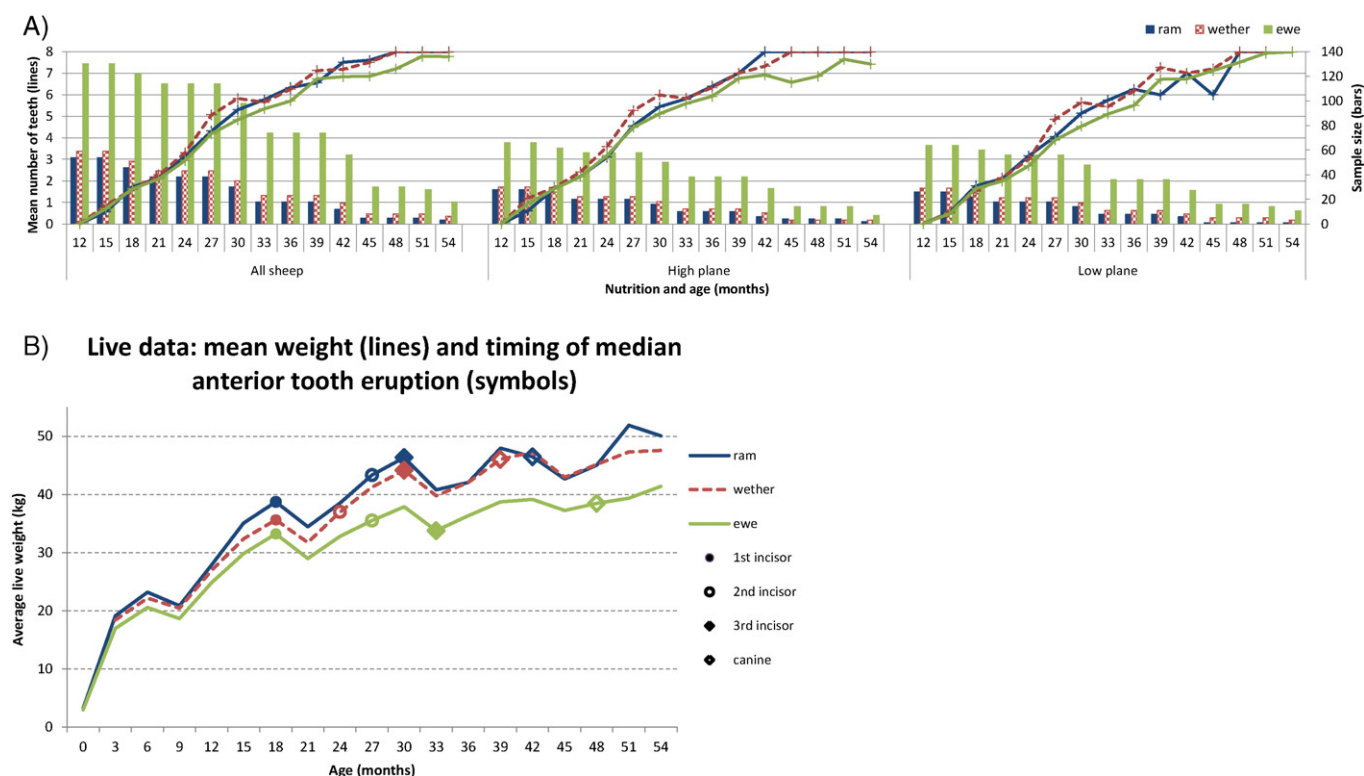 A)
ram wether ewe
Mean number of teeth (lines)
8
7
6
5
4
3
2
1
0
140
120
100
80
60
40
20
0
Sample size (bars)
12 15 18 21 24 27 30 33 36 39 42 45 48 51 54 12 15 18 21 24 27 30 33 36 39 42 45 48 51 54 12 15 18 21 24 27 30 33 36 39 42 45 48 51 54
All sheep High plane Low plane
Nutrition and age (months)
B) Live data: mean weight (lines) and timing of median
anterior tooth eruption (symbols)
Average live weight (kg)
50
40
30
20
10
0
0 3 6 9 12 15 18 21 24 27 30 33 36 39 42 45 48 51 54
Age (months)
ram
wether
ewe
1st incisor
2nd incisor
3rd incisor
canine